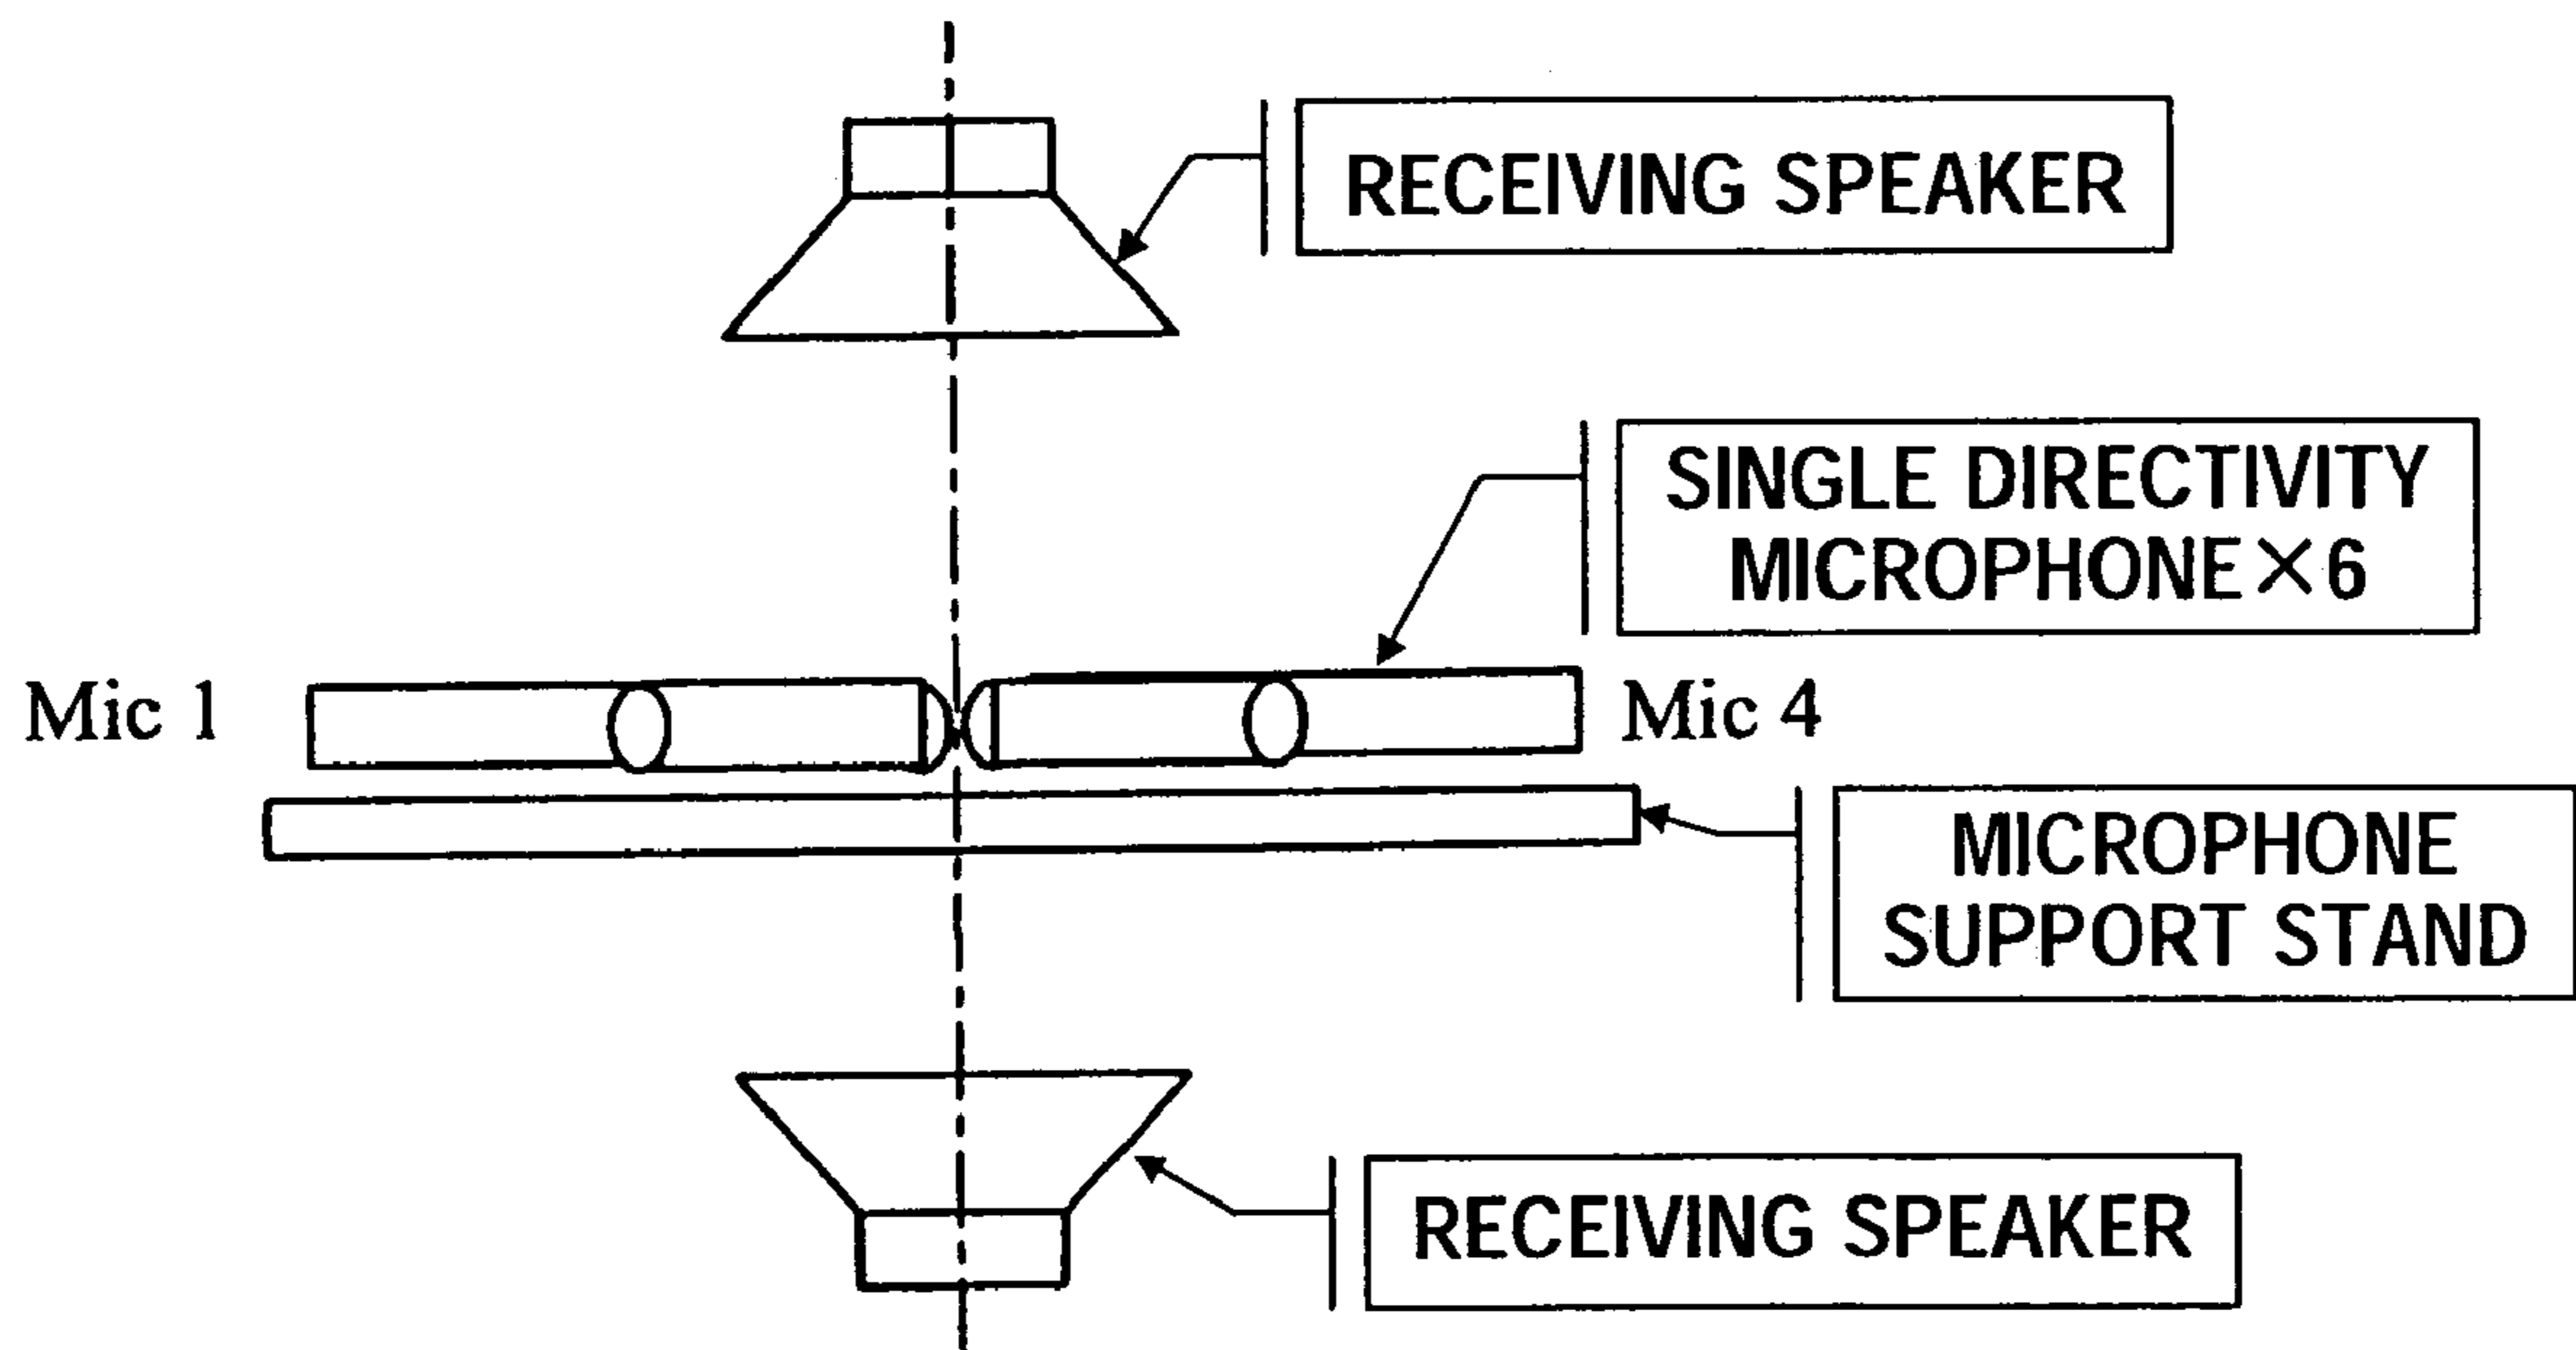 RECEIVING SPEAKER
SINGLE DIRECTIVITY
MICROPHONE×6
Mic 1
Mic 4
MICROPHONE
SUPPORT STAND
RECEIVING SPEAKER